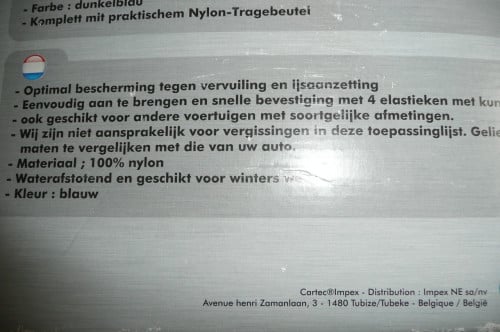 - Farbe : dunkelblau
- Komplett mit praktischem Nylon-Tragebeutel
- Optimal bescherming tegen vervuiling en ijsaanzetting
- Eenvoudig aan te brengen en snelle bevestiging met 4 elastieken met kun
- ook geschikt voor andere voertuigen met soortgelijke afmetingen.
- Wij zijn niet aansprakelijk voor vergissingen in deze toepassinglijst. Gelie
maten te vergelijken met die van uw auto.
- Materiaal ; 100% nylon
- Waterafstotend en geschikt voor winters we
- Kleur : blauw
Cartec®Impex - Distribution : Impex NE sa/nv
Avenue henri Zamanlaan, 3 - 1480 Tubize/Tubeke - Belgique / België